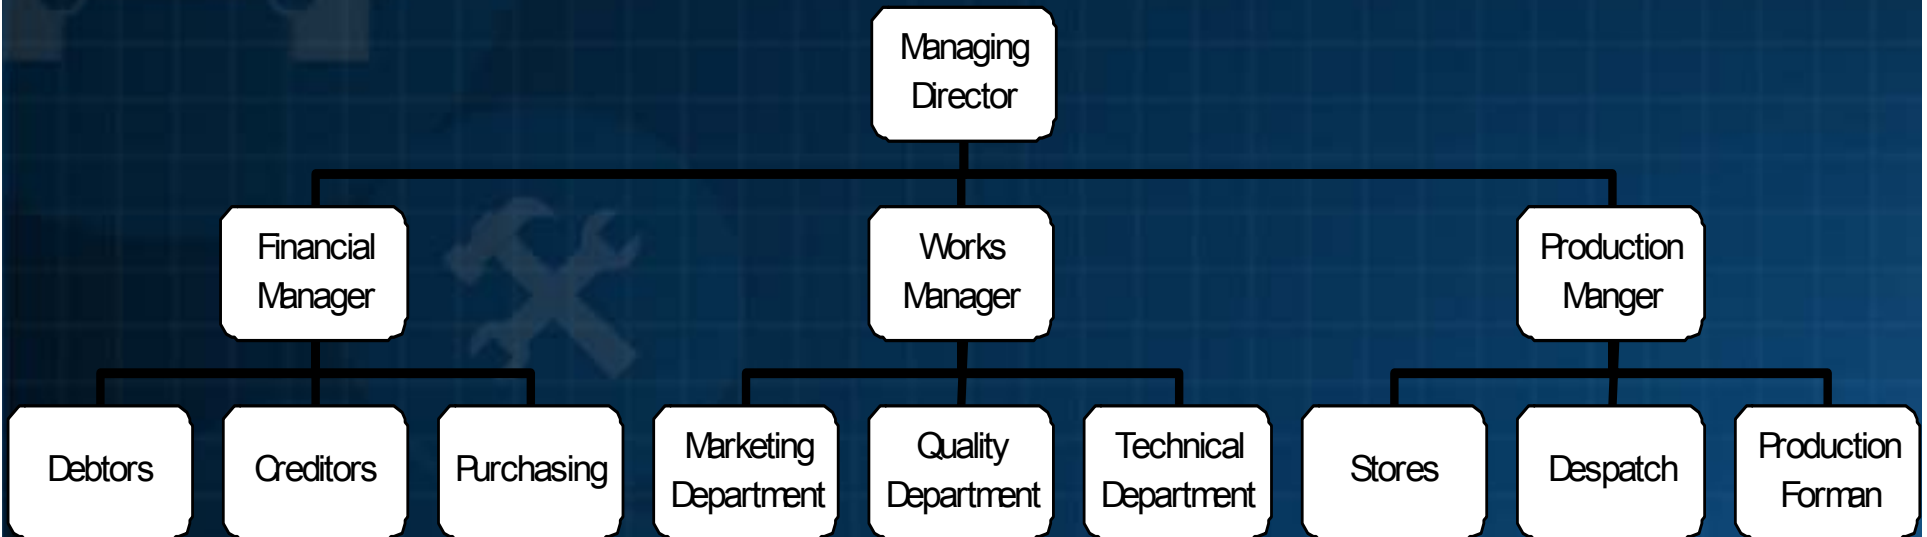 Managing
Director
Financial
Manager
Works
Manager
Production
Manger
Debtors
Creditors
Purchasing
Marketing
Department
Quality
Department
Technical
Department
Stores
Despatch
Production
Forman